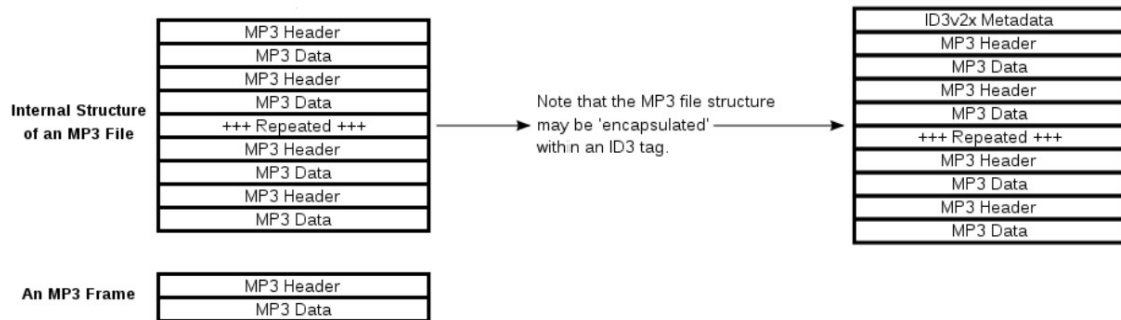 Internal Structure
of an MP3 File
MP3 Header
MP3 Data
MP3 Header
MP3 Data
+++ Repeated +++
MP3 Header
MP3 Data
MP3 Header
MP3 Data
Note that the MP3 file structure
may be 'encapsulated'
within an ID3 tag.
ID3v2x Metadata
MP3 Header
MP3 Data
MP3 Header
MP3 Data
+++ Repeated +++
MP3 Header
MP3 Data
MP3 Header
MP3 Data
An MP3 Frame
MP3 Header
MP3 Data